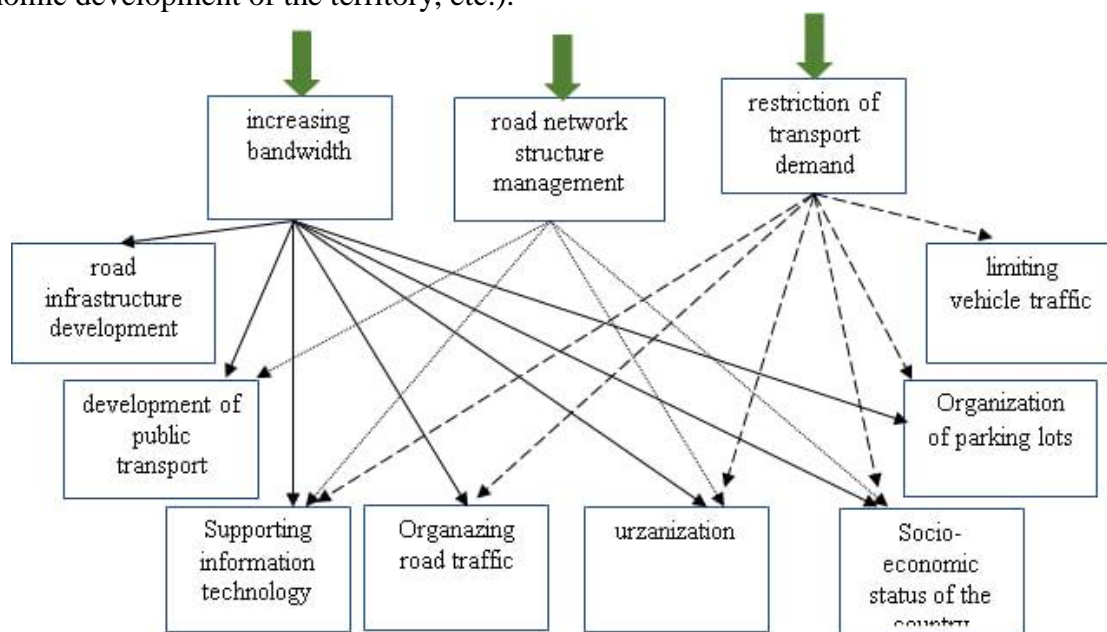 nomic development of the territory, etc.).
increasing
bandwidth
road network
structure
management
restriction of
transport
demand
road
infrastructure
development
limiting
vehicle traffic
development of
public
transport
Organization
of parking lots
Supporting
information
technology
Organazing
road traffic
urzanization
Socio-
economic
status of the
country